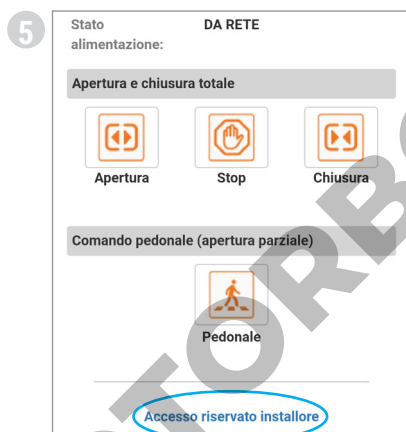 5
Stato DA RETE
alimentazione:
Apertura e chiusura totale
Apertura Stop Chiusura
Comando pedonale (apertura parziale)
Pedonale
Accesso riservato installore